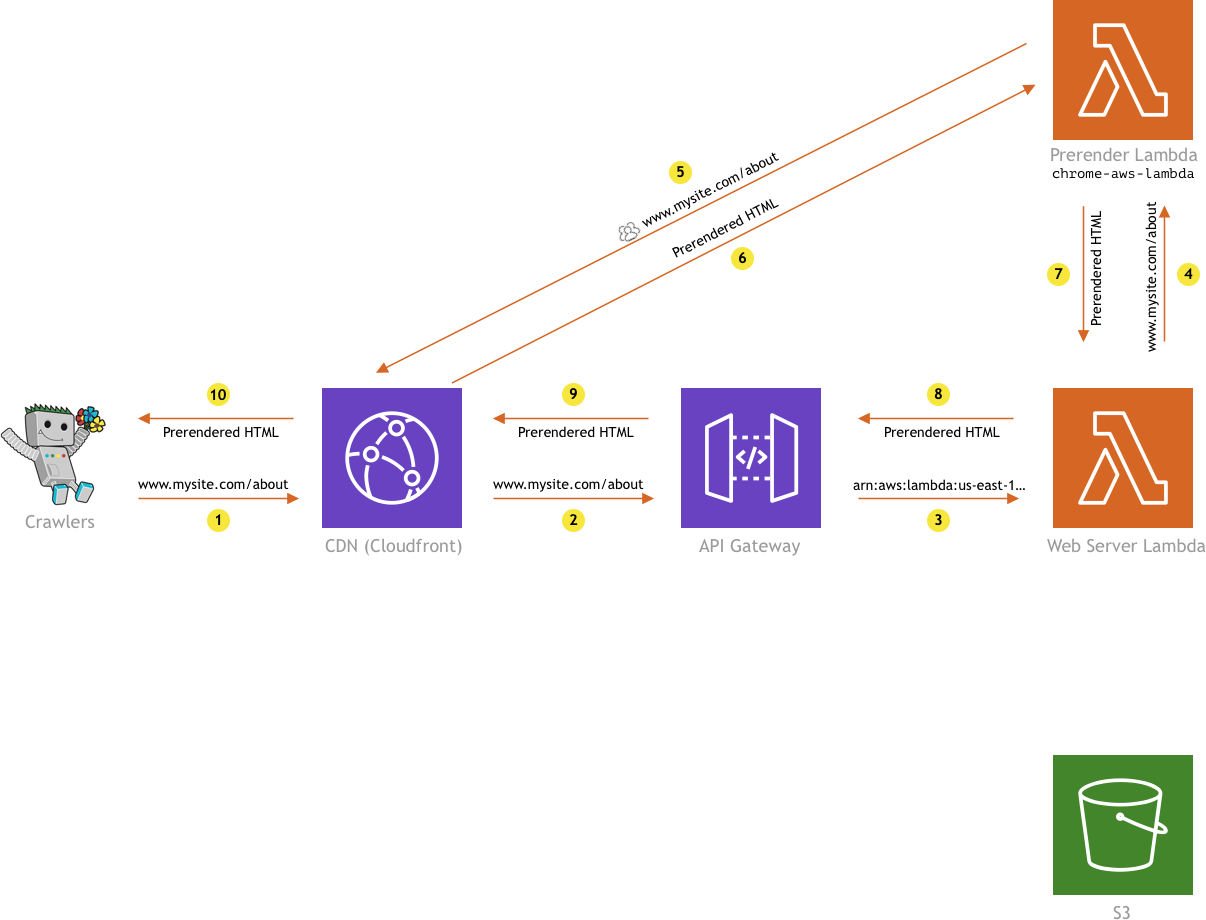 Prerender Lambda
chrome-aws-lambda
5
www.mysite.com/about
Prerendered HTML
6
7
Prerendered HTML
www.mysite.com/about
4
10
9
8
Prerendered HTML
Prerendered HTML
Prerendered HTML
www.mysite.com/about
www.mysite.com/about
arn:aws:lambda:us-east-1...
1
2
3
Crawlers
CDN (Cloudfront)
API Gateway
Web Server Lambda
S3